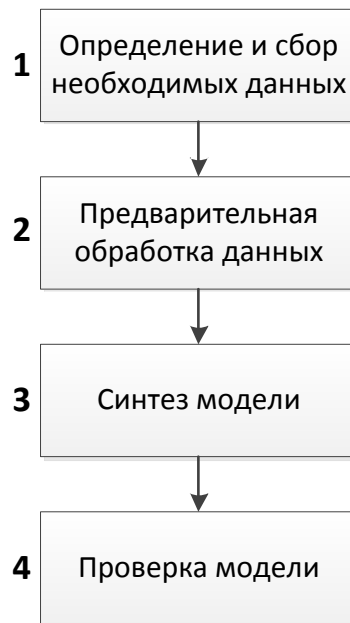 1
Определение и сбор
необходимых данных
2
Предварительная
обработка данных
3
Синтез модели
4
Проверка модели